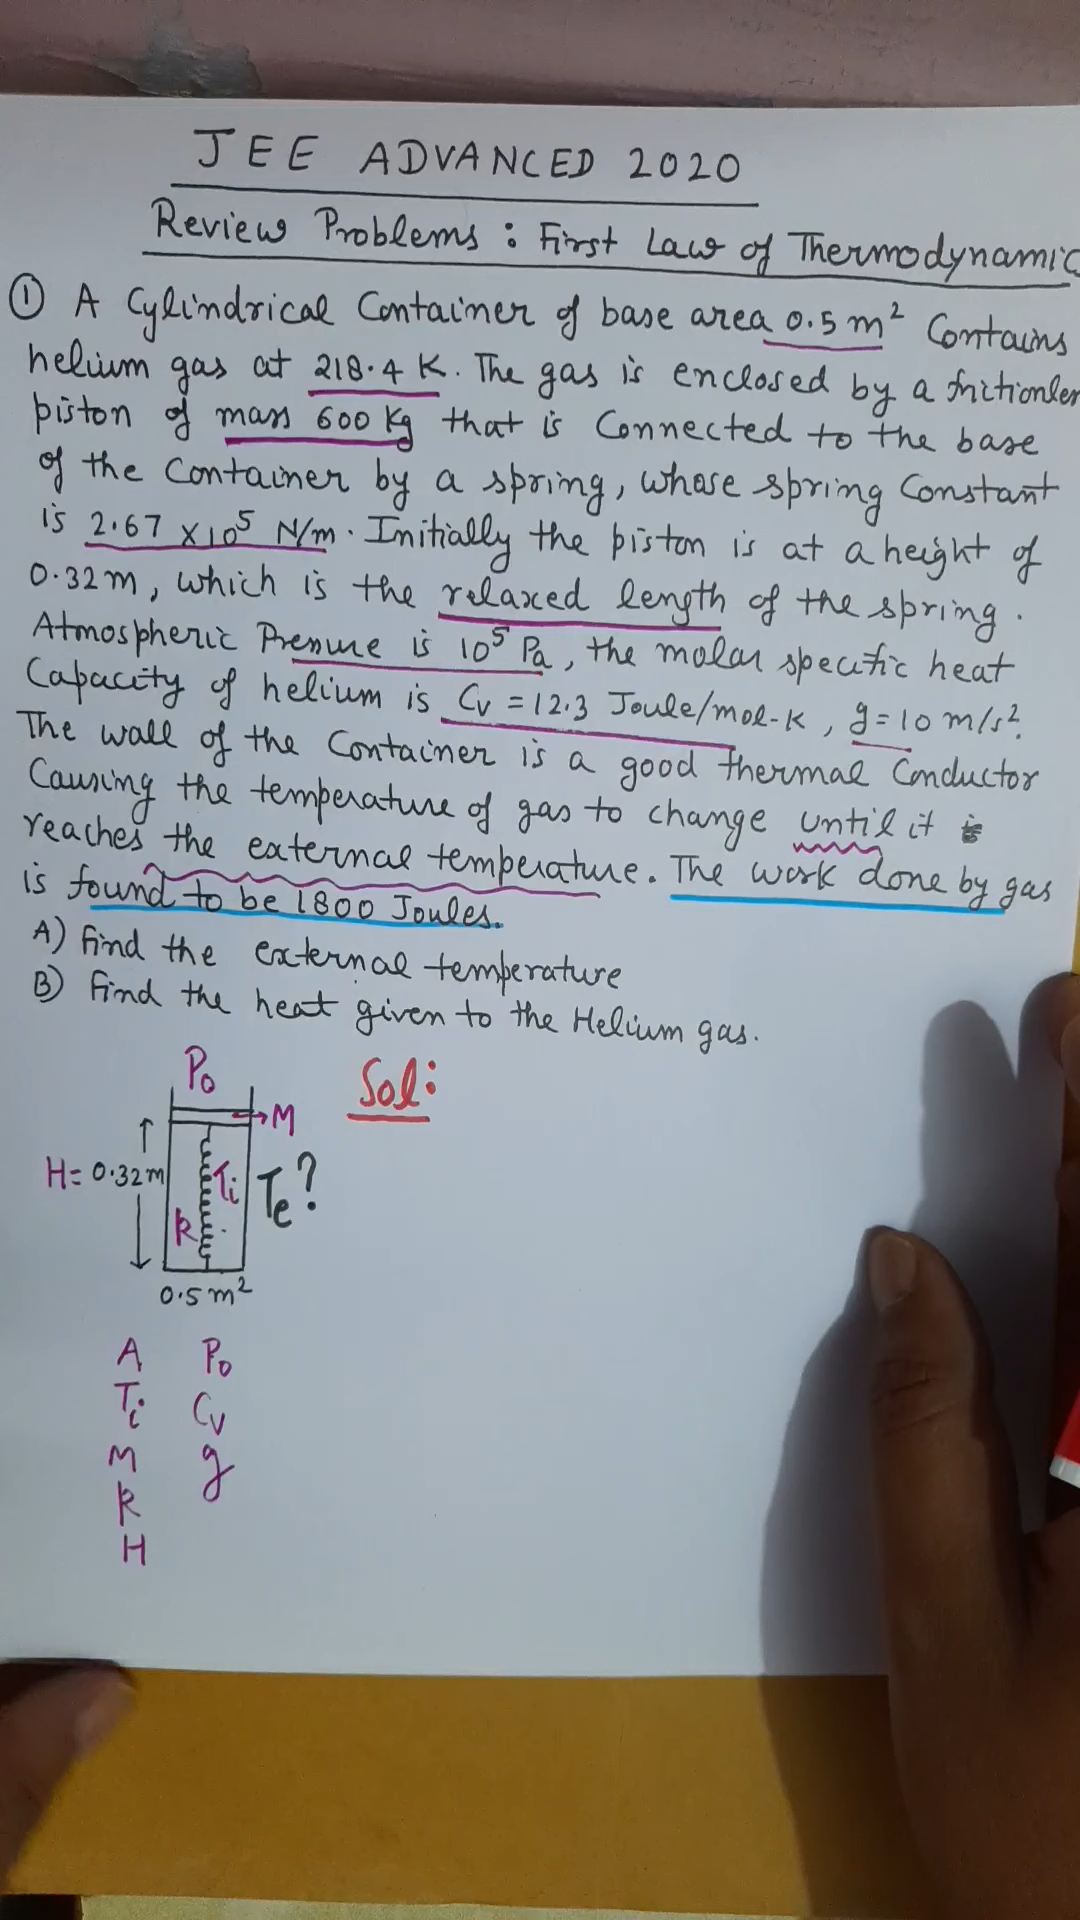 JEE ADVANCED 2020
Review Problems : First Law of Thermodynamic
① A Cylindrical Container of base area 0.5 m² Contains
helium gas at 218.4 K. The gas is enclosed by a frictionles
piston of mass 600 Kg that is Connected to the base
of the Container by a spring, whose spring Constant
is 2.67 ×10⁵ N/m. Initially the piston is at a height of
0.32m, which is the relaxed length of the spring.
Atmospheric Pressure is 10⁵ Pa, the molar specific heat
Capacity of helium is Cv = 12.3 Joule/mol-K, g = 10 m/s².
The wall of the Container is a good thermal Conductor
Causing the temperature of gas to change until it
reaches the external temperature. The work done by gas
is found to be 1800 Joules.
A) Find the external temperature
B) Find the heat given to the Helium gas.
P₀
Sol:
M
H = 0.32m
Ti
Te?
k
0.5 m²
A P₀
Ti Cv
M g
k
H